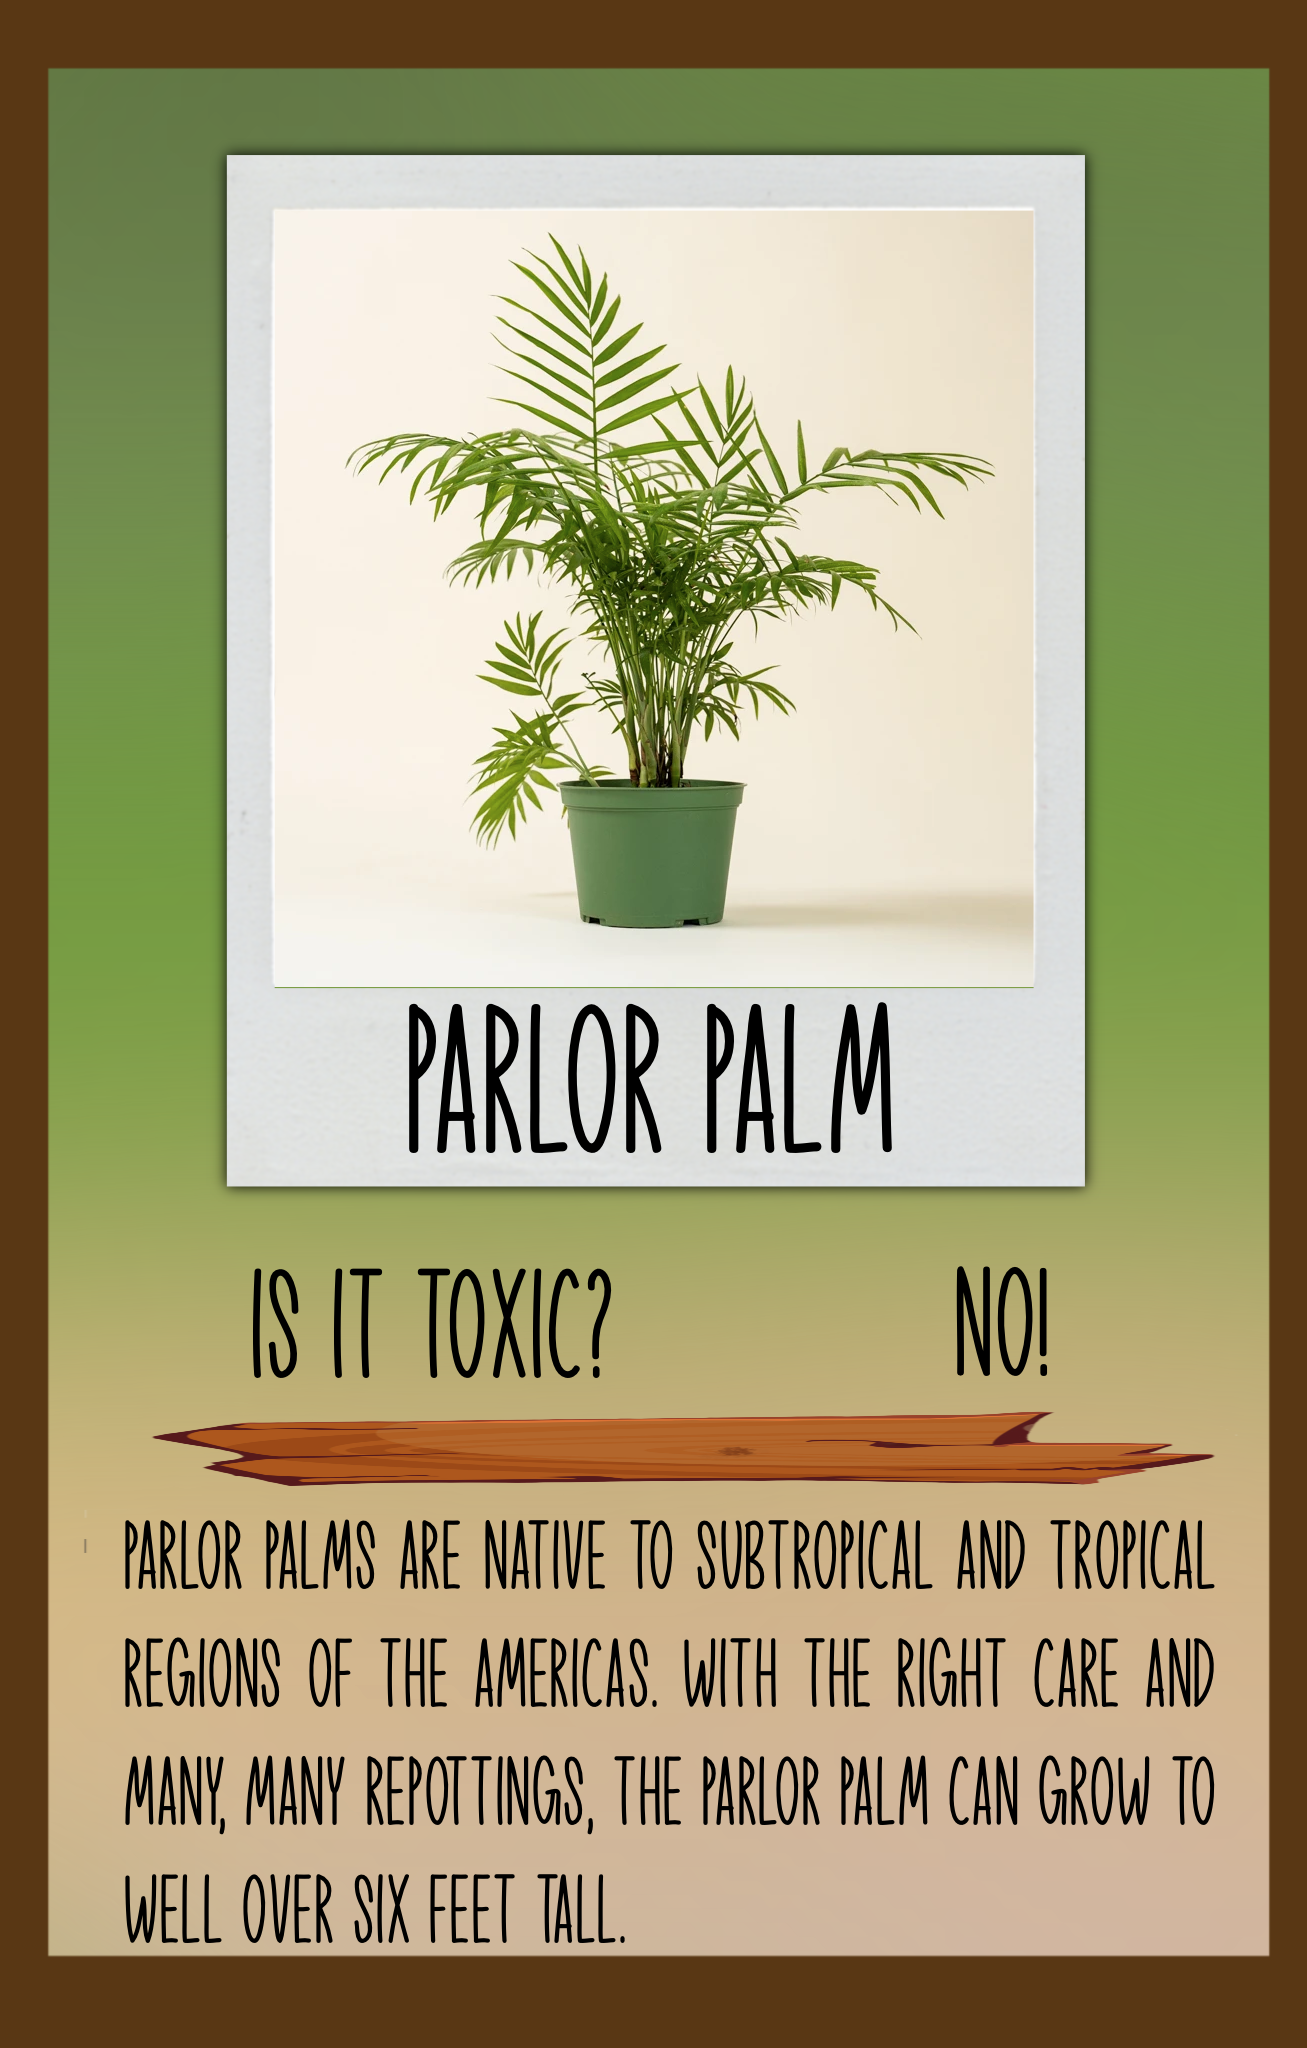 PARLOR PALM
IS IT TOXIC? NO!
PARLOR PALMS ARE NATIVE TO SUBTROPICAL AND TROPICAL
REGIONS OF THE AMERICAS. WITH THE RIGHT CARE AND
MANY, MANY REPOTTINGS, THE PARLOR PALM CAN GROW TO
WELL OVER SIX FEET TALL.